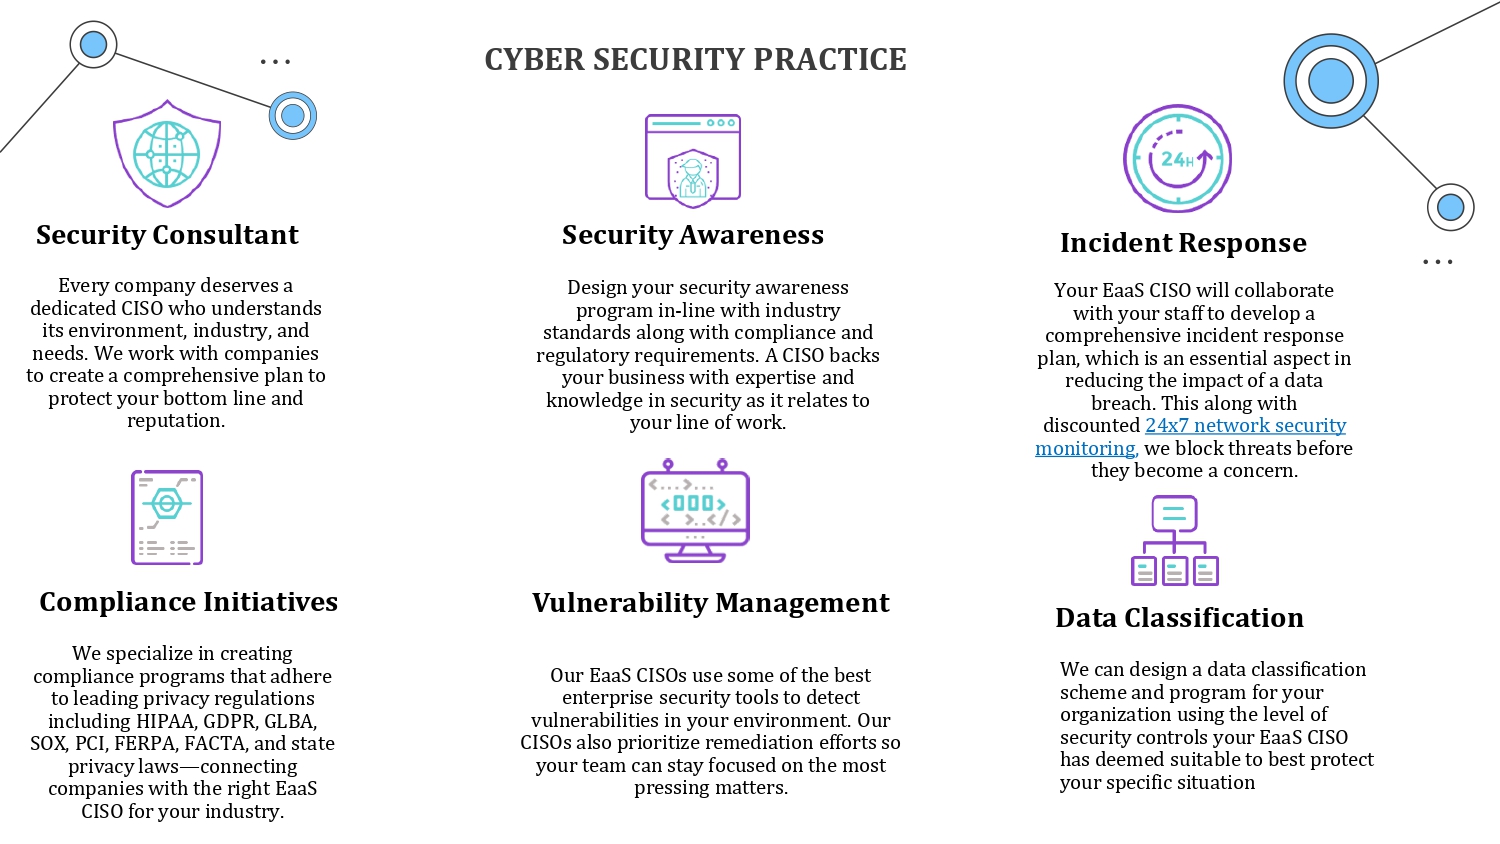 CYBER SECURITY PRACTICE
Security Consultant
Every company deserves a
dedicated CISO who understands
its environment, industry, and
needs. We work with companies
to create a comprehensive plan to
protect your bottom line and
reputation.
Security Awareness
Design your security awareness
program in-line with industry
standards along with compliance and
regulatory requirements. A CISO backs
your business with expertise and
knowledge in security as it relates to
your line of work.
24H
Incident Response
Your EaaS CISO will collaborate
with your staff to develop a
comprehensive incident response
plan, which is an essential aspect in
reducing the impact of a data
breach. This along with
discounted 24x7 network security
monitoring, we block threats before
they become a concern.
Compliance Initiatives
We specialize in creating
compliance programs that adhere
to leading privacy regulations
including HIPAA, GDPR, GLBA,
SOX, PCI, FERPA, FACTA, and state
privacy laws—connecting
companies with the right EaaS
CISO for your industry.
Vulnerability Management
Our EaaS CISOs use some of the best
enterprise security tools to detect
vulnerabilities in your environment. Our
CISOs also prioritize remediation efforts so
your team can stay focused on the most
pressing matters.
Data Classification
We can design a data classification
scheme and program for your
organization using the level of
security controls your EaaS CISO
has deemed suitable to best protect
your specific situation